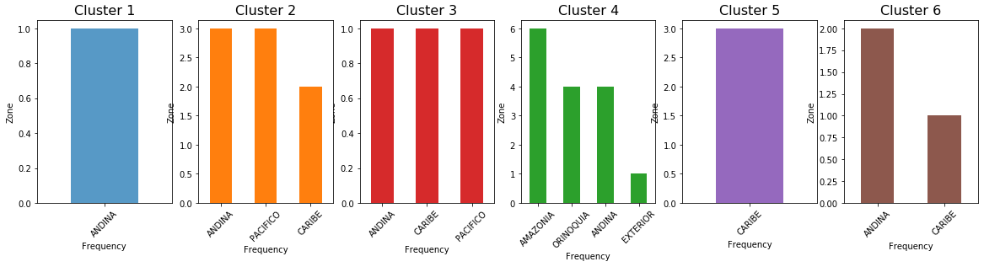 Cluster 1
Cluster 2
Cluster 3
Cluster 4
Cluster 5
Cluster 6
1.0
0.8
0.6
0.4
0.2
0.0
Zone
ANDINA
Frequency
3.0
2.5
2.0
1.5
1.0
0.5
0.0
Zone
ANDINA
PACIFICO
CARIBE
Frequency
1.0
0.8
0.6
0.4
0.2
0.0
ANDINA
CARIBE
PACIFICO
Frequency
6
5
4
3
2
1
0
Zone
AMAZONIA
ORINOQUIA
ANDINA
EXTERIOR
Frequency
3.0
2.5
2.0
1.5
1.0
0.5
0.0
Zone
CARIBE
Frequency
2.00
1.75
1.50
1.25
1.00
0.75
0.50
0.25
0.00
Zone
ANDINA
CARIBE
Frequency